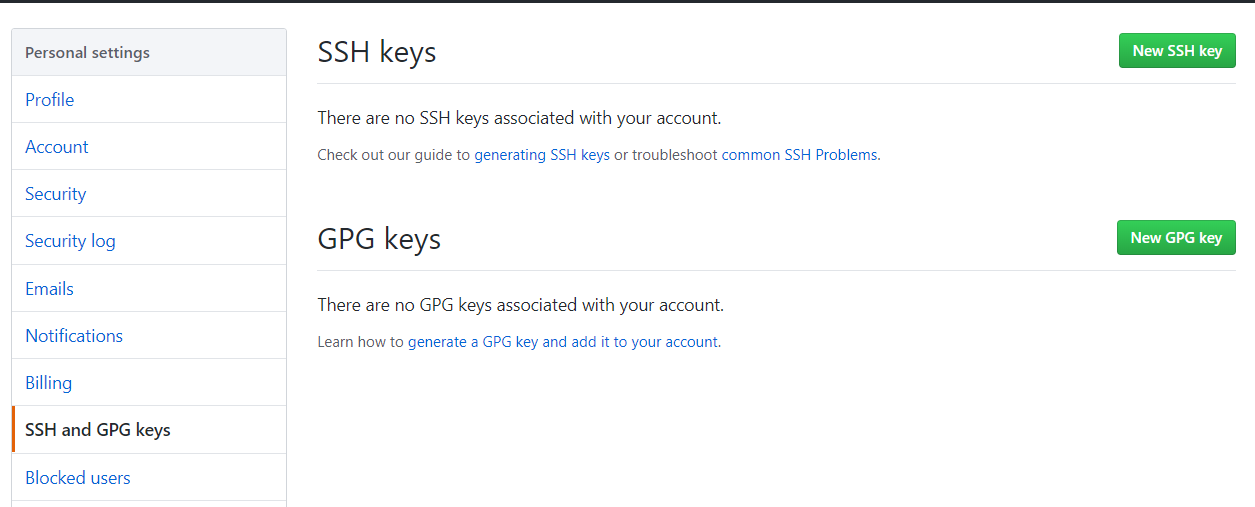 Personal settings
Profile
Account
Security
Security log
Emails
Notifications
Billing
SSH and GPG keys
Blocked users
SSH keys
New SSH key
There are no SSH keys associated with your account.
Check out our guide to generating SSH keys or troubleshoot common SSH Problems.
GPG keys
New GPG key
There are no GPG keys associated with your account.
Learn how to generate a GPG key and add it to your account.